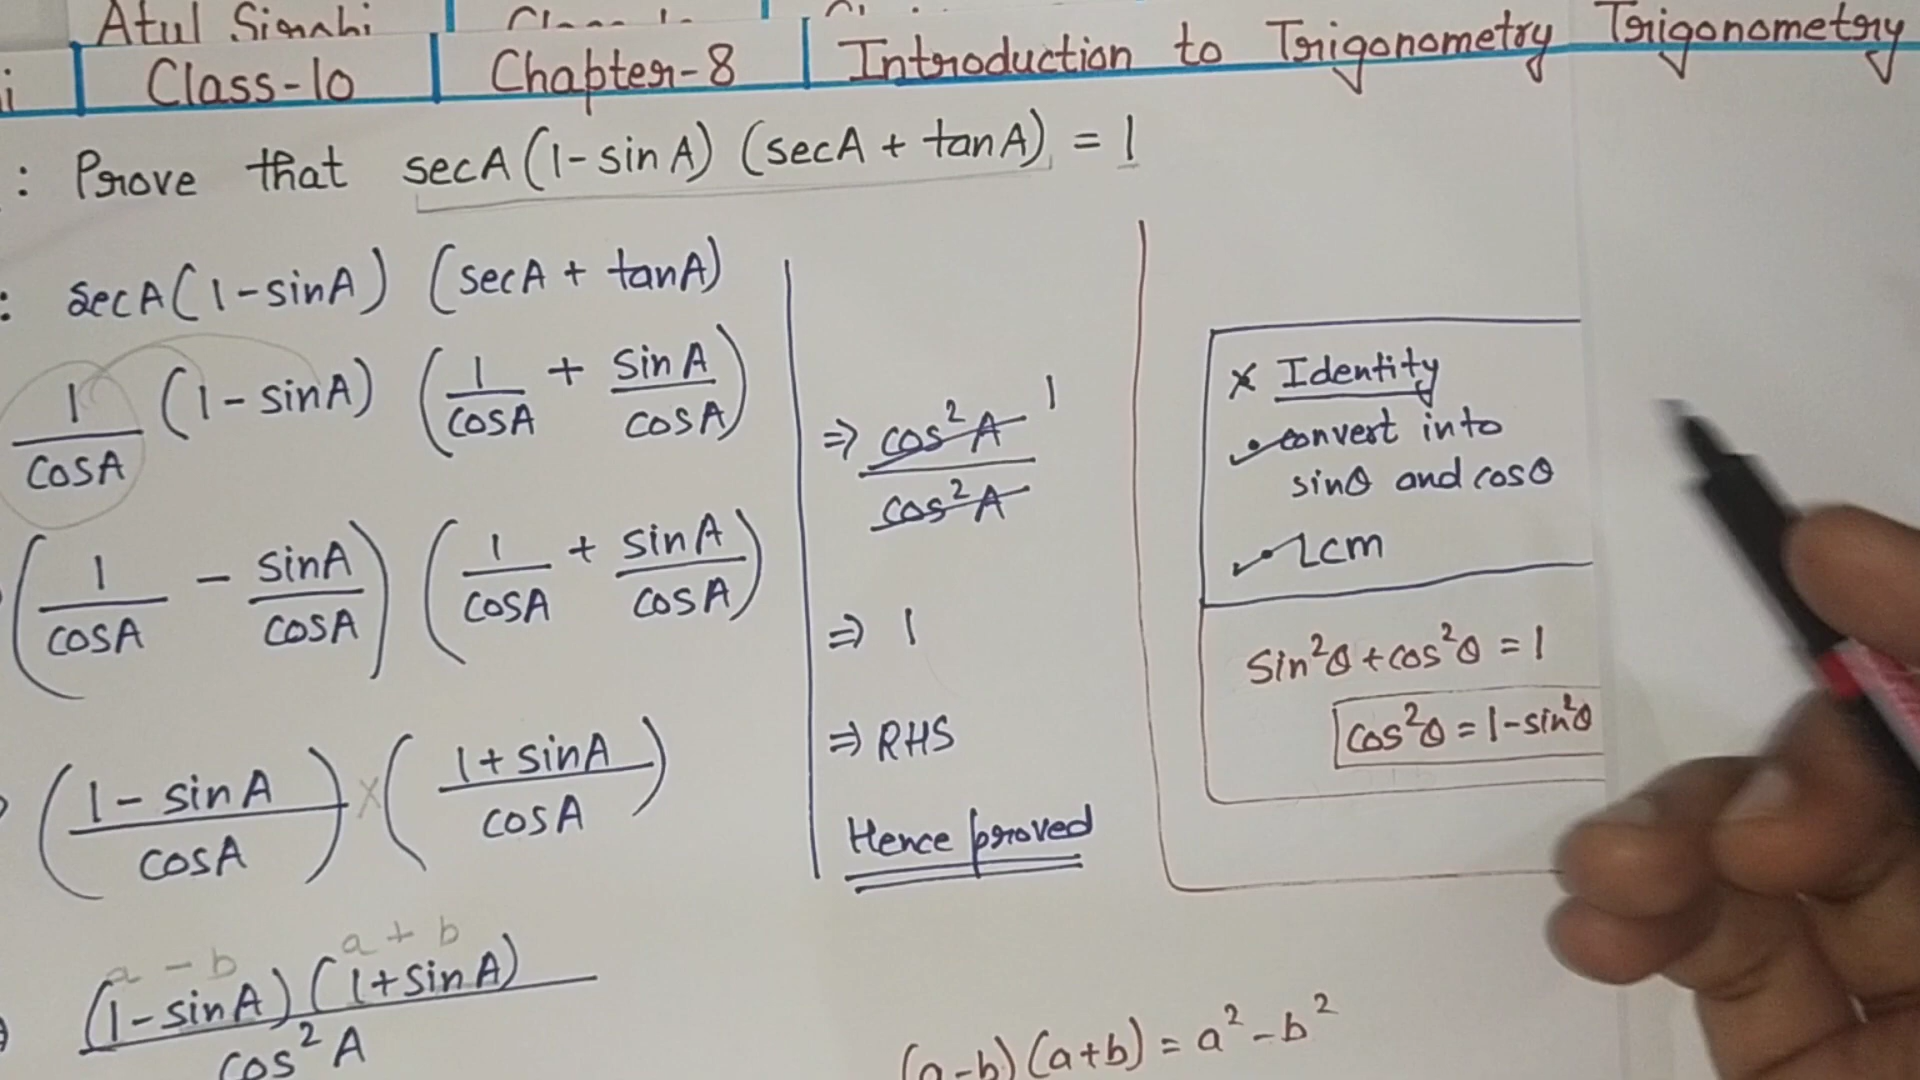 Atul Singhi
i | Class-10 | Chapter-8 | Introduction to Trigonometry Trigonometry
: Prove that secA(1-sinA) (secA + tanA) = 1
: secA(1-sinA) (secA + tanA)
1/cosA (1-sinA) (1/cosA + sinA/cosA)
(1/cosA - sinA/cosA) (1/cosA + sinA/cosA)
(1-sinA/cosA) × (1+sinA/cosA)
a - b a + b
(1-sinA) (1+sinA)/cos²A
⇒ cos²A/cos²A 1
⇒ 1
⇒ RHS
Hence proved
× Identity
convert into
sinθ and cosθ
Lcm
Sin²θ + cos²θ = 1
cos²θ = 1-sin²θ
(a-b) (a+b) = a² - b²